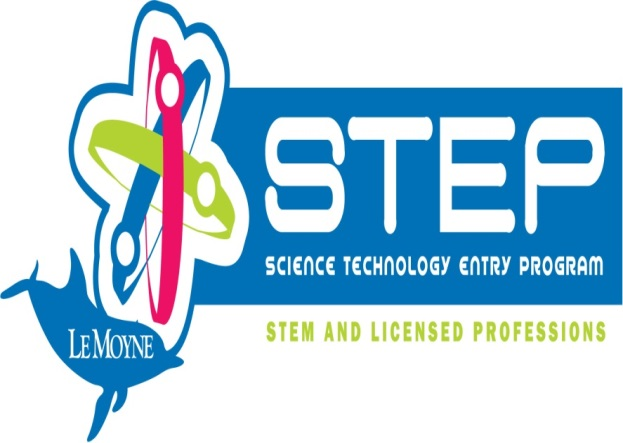 STEP
SCIENCE TECHNOLOGY ENTRY PROGRAM
STEM AND LICENSED PROFESSIONS
LE MOYNE